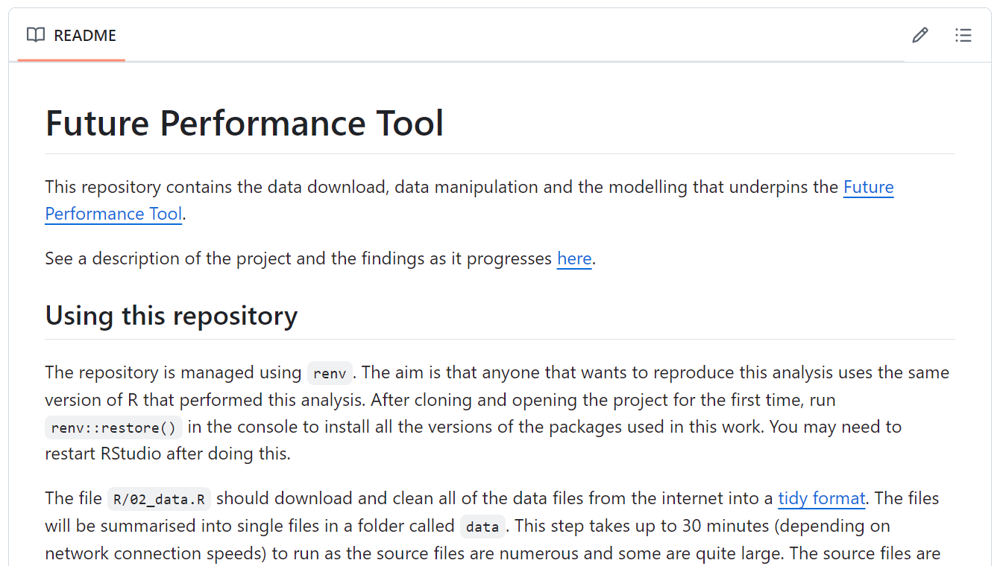 README
Future Performance Tool
This repository contains the data download, data manipulation and the modelling that underpins the Future
Performance Tool.
See a description of the project and the findings as it progresses here.
Using this repository
The repository is managed using renv. The aim is that anyone that wants to reproduce this analysis uses the same
version of R that performed this analysis. After cloning and opening the project for the first time, run
renv::restore() in the console to install all the versions of the packages used in this work. You may need to
restart RStudio after doing this.
The file R/02_data.R should download and clean all of the data files from the internet into a tidy format. The files
will be summarised into single files in a folder called data. This step takes up to 30 minutes (depending on
network connection speeds) to run as the source files are numerous and some are quite large. The source files are